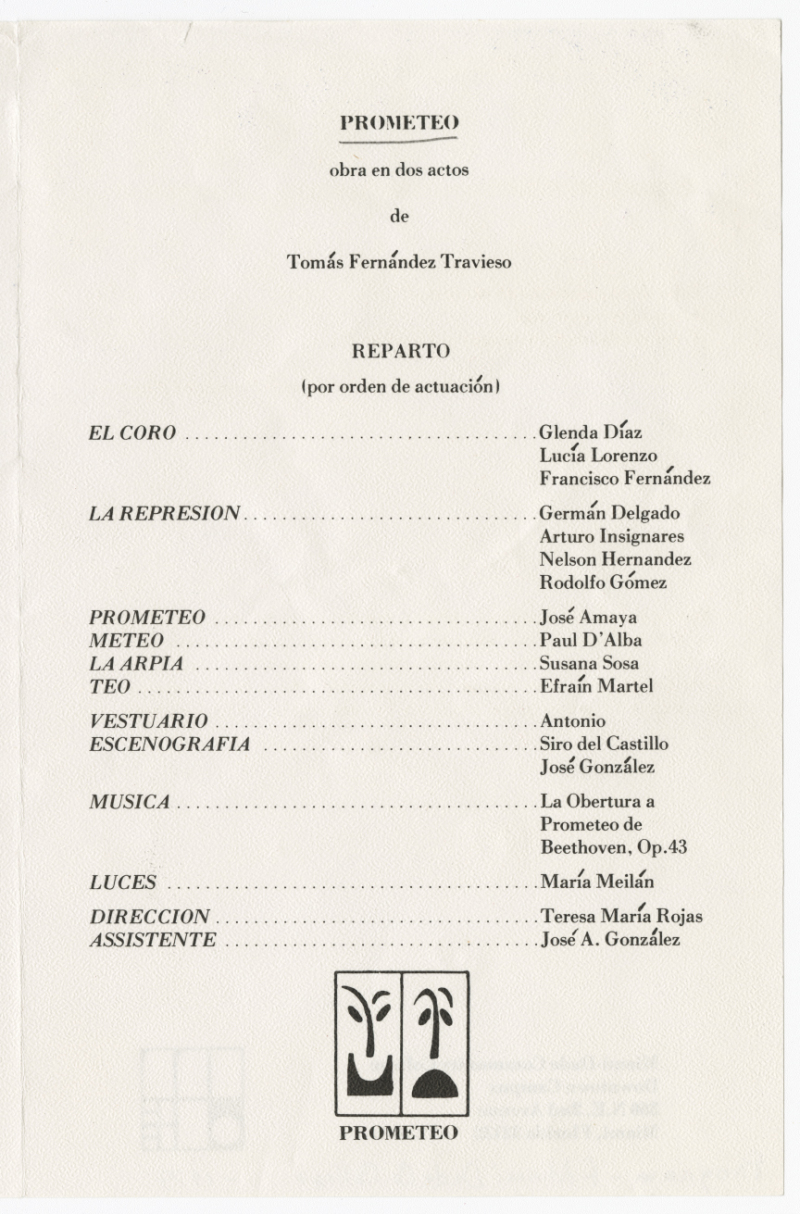 PROMETEO
obra en dos actos
de
Tomás Fernández Travieso
REPARTO
(por orden de actuación)
EL CORO ..................................... Glenda Díaz
Lucía Lorenzo
Francisco Fernández
LA REPRESION ............................... Germán Delgado
Arturo Insignares
Nelson Hernandez
Rodolfo Gómez
PROMETEO .................................. José Amaya
METEO ...................................... Paul D'Alba
LA ARPIA .................................... Susana Sosa
TEO .......................................... Efraín Martel
VESTUARIO .................................. Antonio
ESCENOGRAFIA ............................. Siro del Castillo
José González
MUSICA ...................................... La Obertura a
Prometeo de
Beethoven, Op.43
LUCES ....................................... María Meilán
DIRECCION .................................. Teresa María Rojas
ASSISTENTE ................................. José A. González
PROMETEO